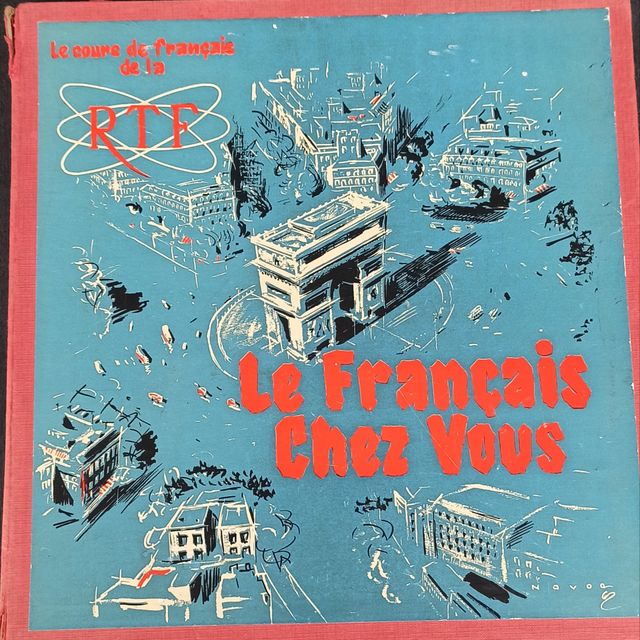 Le cours de français
de la
RTF
Le Français
Chez Vous